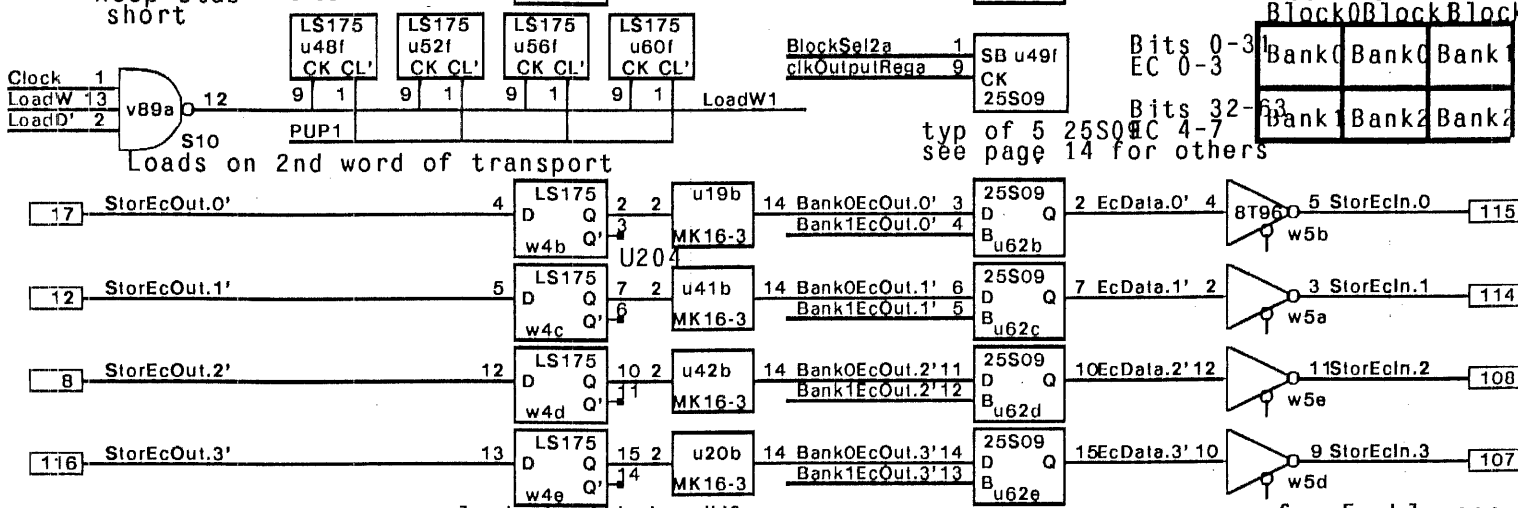 short
LS175
u48f
CK CL'
9 1
LS175
u52f
CK CL'
9 1
LS175
u56f
CK CL'
9 1
LS175
u60f
CK CL'
9 1
Clock 1
LoadW 13
LoadD' 2
v89a
12
S10
LoadW1
PUP1
Loads on 2nd word of transport
BlockSel2a 1
clkOutputRega 9
SB u49f
CK
25S09
typ of 5 25S09
see page 14 for others
Block0 Block Block
Bits 0-31
EC 0-3
Bank0 Bank0 Bank1
Bits 32-63
EC 4-7
Bank1 Bank2 Bank2
17 StorEcOut.0' 4
LS175
D Q
Q'
w4b
2 2
3
u19b
MK16-3
14 Bank0EcOut.0' 3
Bank1EcOut.0' 4
25S09
D Q
B
u62b
2 EcData.0' 4
8T96
5 StorEcIn.0 115
w5b
U204
12 StorEcOut.1' 5
LS175
D Q
Q'
w4c
7 2
6
u41b
MK16-3
14 Bank0EcOut.1' 6
Bank1EcOut.1' 5
25S09
D Q
B
u62c
7 EcData.1' 2
3 StorEcIn.1 114
w5a
8 StorEcOut.2' 12
LS175
D Q
Q'
w4d
10 2
11
u42b
MK16-3
14 Bank0EcOut.2' 11
Bank1EcOut.2' 12
25S09
D Q
B
u62d
10 EcData.2' 12
11 StorEcIn.2 108
w5e
116 StorEcOut.3' 13
LS175
D Q
Q'
w4e
15 2
14
u20b
MK16-3
14 Bank0EcOut.3' 14
Bank1EcOut.3' 13
25S09
D Q
B
u62e
15 EcData.3' 10
9 StorEcIn.3 107
w5d